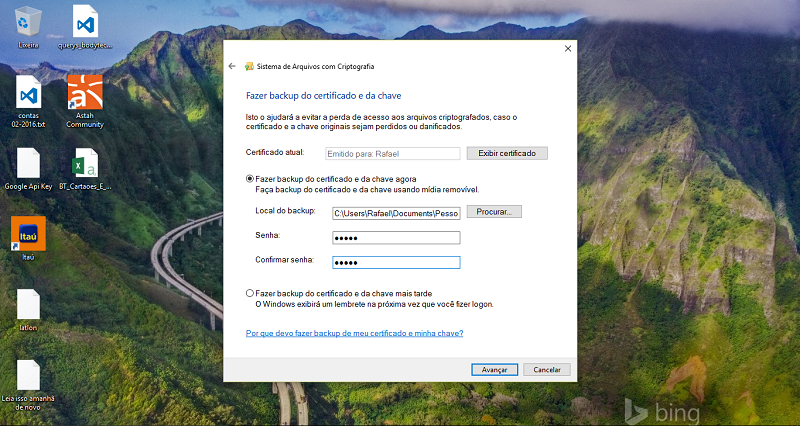 Lixeira
querys_bodytec...
contas
02-2016.txt
Astah
Community
Google Api Key
BT_Cartaoes_E_...
Itaú
Itaú
latlon
Leia isso amanhã
de novo
Sistema de Arquivos com Criptografia
Fazer backup do certificado e da chave
Isto o ajudará a evitar a perda de acesso aos arquivos criptografados, caso o
certificado e a chave originais sejam perdidos ou danificados.
Certificado atual: Emitido para: Rafael Exibir certificado
Fazer backup do certificado e da chave agora
Faça backup do certificado e da chave usando mídia removível.
Local do backup: C:\Users\Rafael\Documents\Pesso Procurar...
Senha: ●●●●●
Confirmar senha: ●●●●●
Fazer backup do certificado e da chave mais tarde
O Windows exibirá um lembrete na próxima vez que você fizer logon.
Por que devo fazer backup de meu certificado e minha chave?
Avançar Cancelar
bing